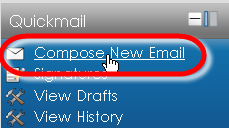 Quickmail
Compose New Email
Signatures
View Drafts
View History